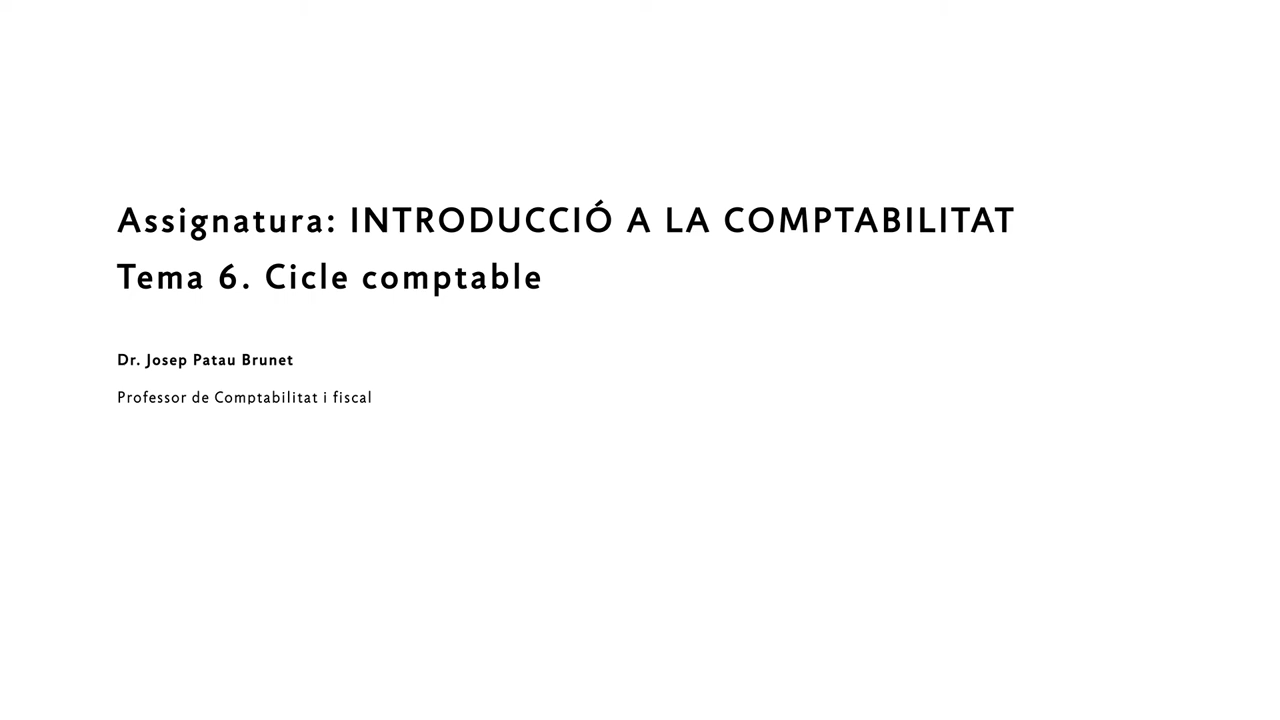 Assignatura: INTRODUCCIÓ A LA COMPTABILITAT
Tema 6. Cicle comptable
Dr. Josep Patau Brunet
Professor de Comptabilitat i fiscal